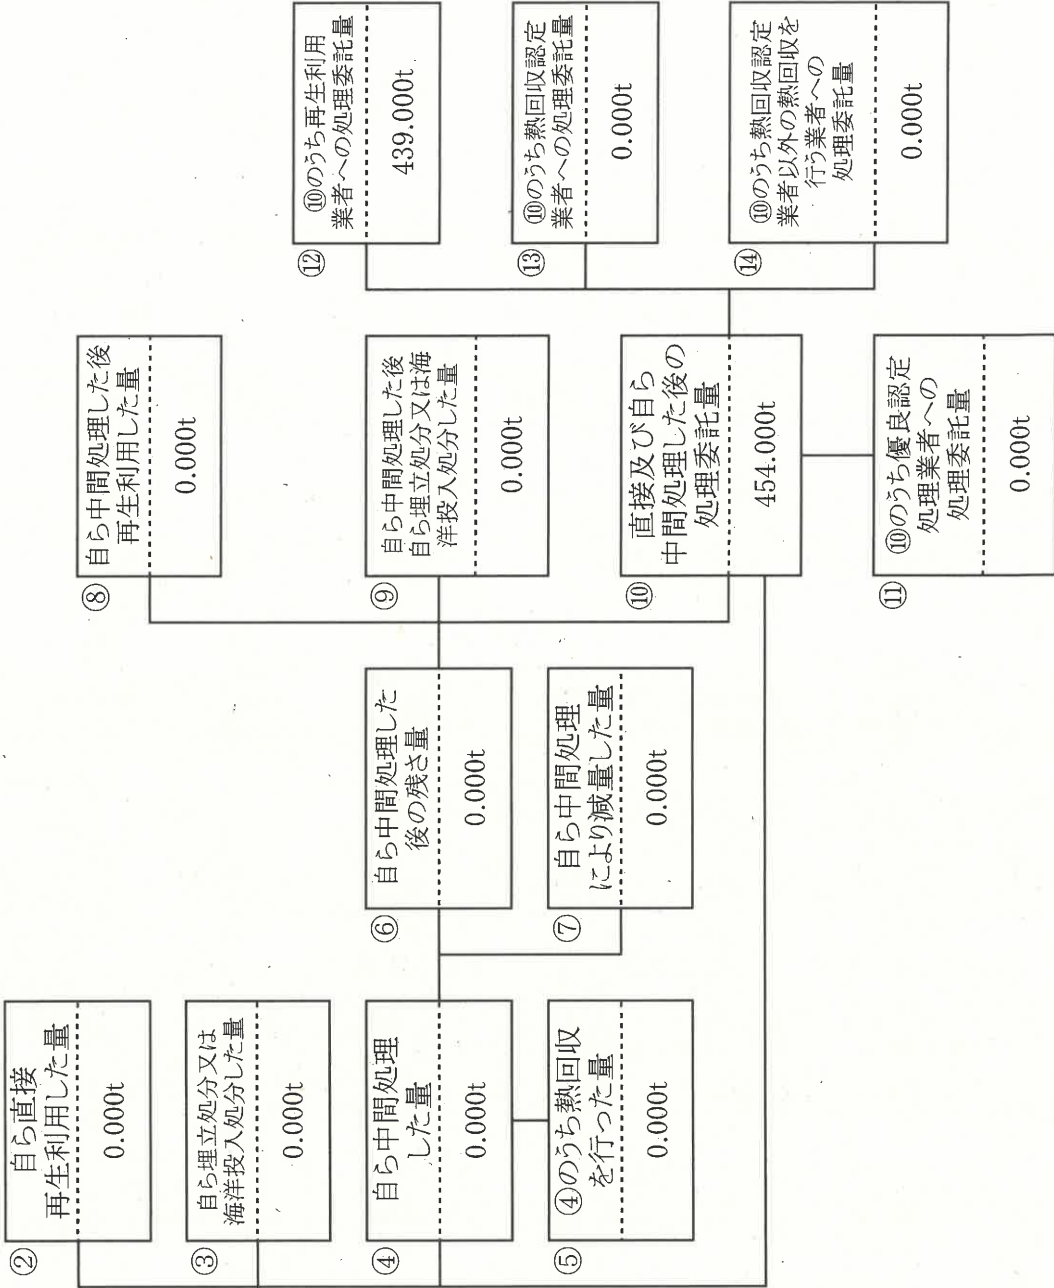 ②
自ら直接
再生利用した量
0.000t
③
自ら埋立処分又は
海洋投入処分した量
0.000t
④
自ら中間処理
した量
0.000t
⑤
④のうち熱回収
を行った量
0.000t
⑥
自ら中間処理した
後の残さ量
0.000t
⑦
自ら中間処理
により減量した量
0.000t
⑧
自ら中間処理した後
再生利用した量
0.000t
⑨
自ら中間処理した後
自ら埋立処分又は海
洋投入処分した量
0.000t
⑩
直接及び自ら
中間処理した後の
処理委託量
454.000t
⑪
⑩のうち優良認定
処理業者への
処理委託量
0.000t
⑫
⑩のうち再生利用
業者への処理委託量
439.000t
⑬
⑩のうち熱回収認定
業者への処理委託量
0.000t
⑭
⑩のうち熱回収認定
業者以外の熱回収を
行う業者への
処理委託量
0.000t